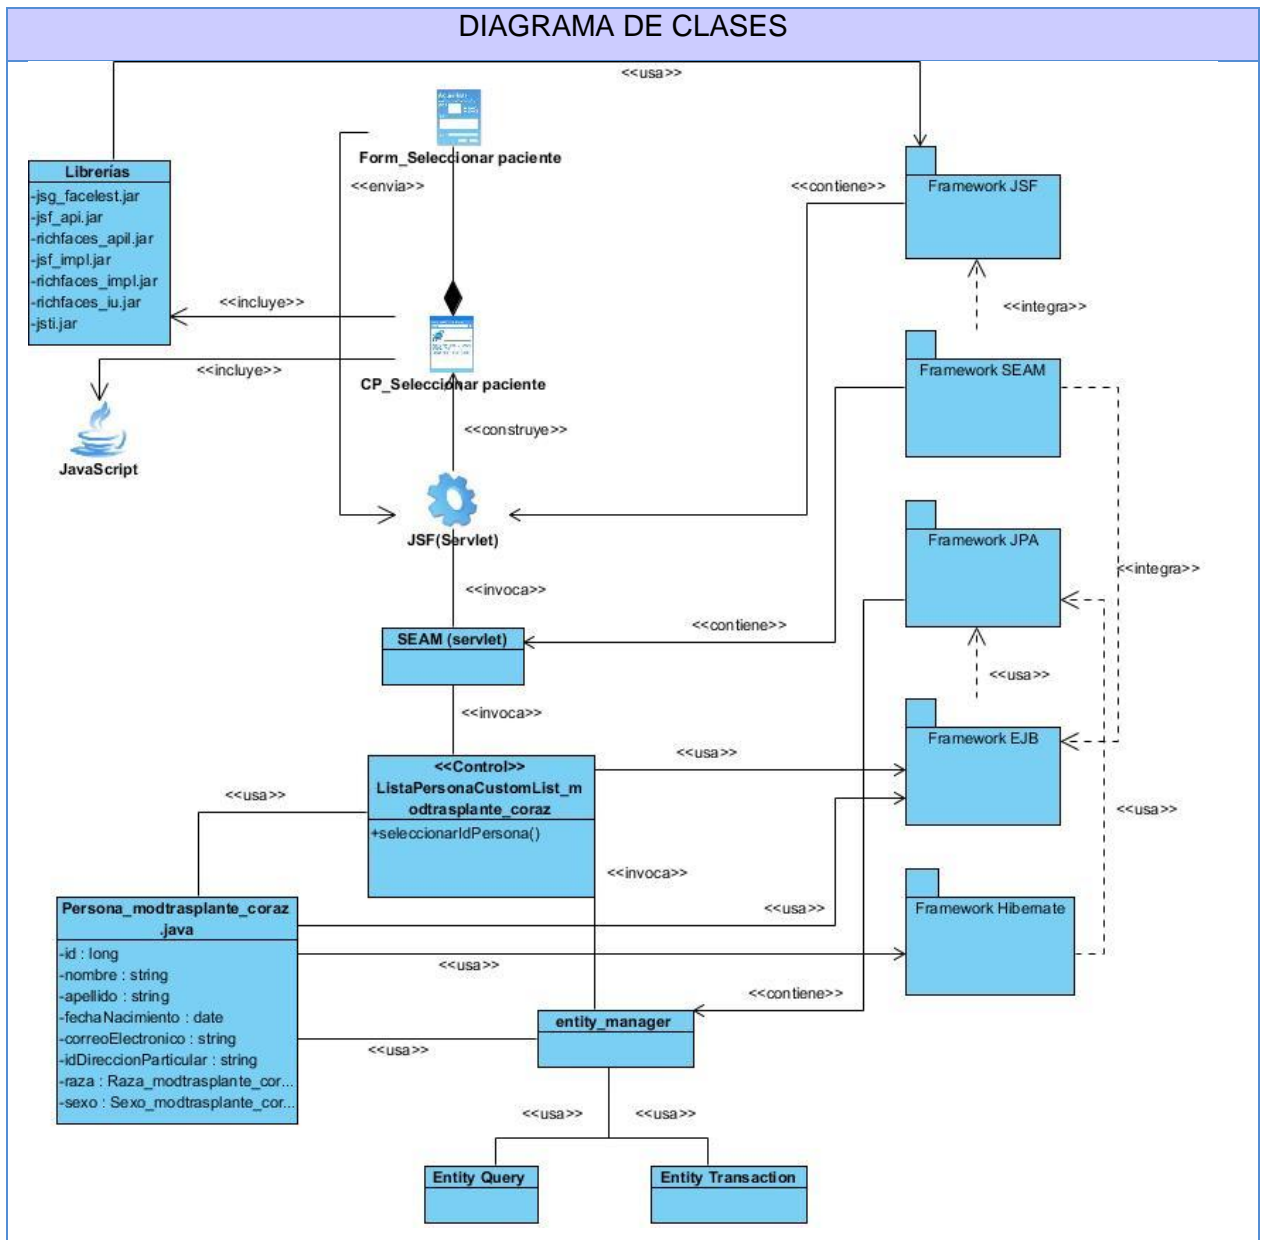 DIAGRAMA DE CLASES
<<usa>>
Form_Seleccionar paciente
<<envia>>
<<contiene>>
Framework JSF
Librerías
-jsg_facelest.jar
-jsf_api.jar
-richfaces_apil.jar
-jsf_impl.jar
-richfaces_impl.jar
-richfaces_iu.jar
-jsti.jar
<<incluye>>
<<integra>>
<<incluye>>
CP_Seleccionar paciente
Framework SEAM
JavaScript
<<construye>>
JSF(Servlet)
Framework JPA
<<integra>>
<<invoca>>
SEAM (servlet)
<<contiene>>
<<usa>>
<<invoca>>
Framework EJB
<<usa>>
<<Control>>
ListaPersonaCustomList_m
odtrasplante_coraz
+seleccionarIdPersona()
<<usa>>
<<usa>>
<<invoca>>
Persona_modtrasplante_coraz
.java
-id : long
-nombre : string
-apellido : string
-fechaNacimiento : date
-correoElectronico : string
-idDireccionParticular : string
-raza : Raza_modtrasplante_cor...
-sexo : Sexo_modtrasplante_cor...
<<usa>>
Framework Hibernate
<<usa>>
<<contiene>>
entity_manager
<<usa>>
<<usa>>
<<usa>>
Entity Query
Entity Transaction